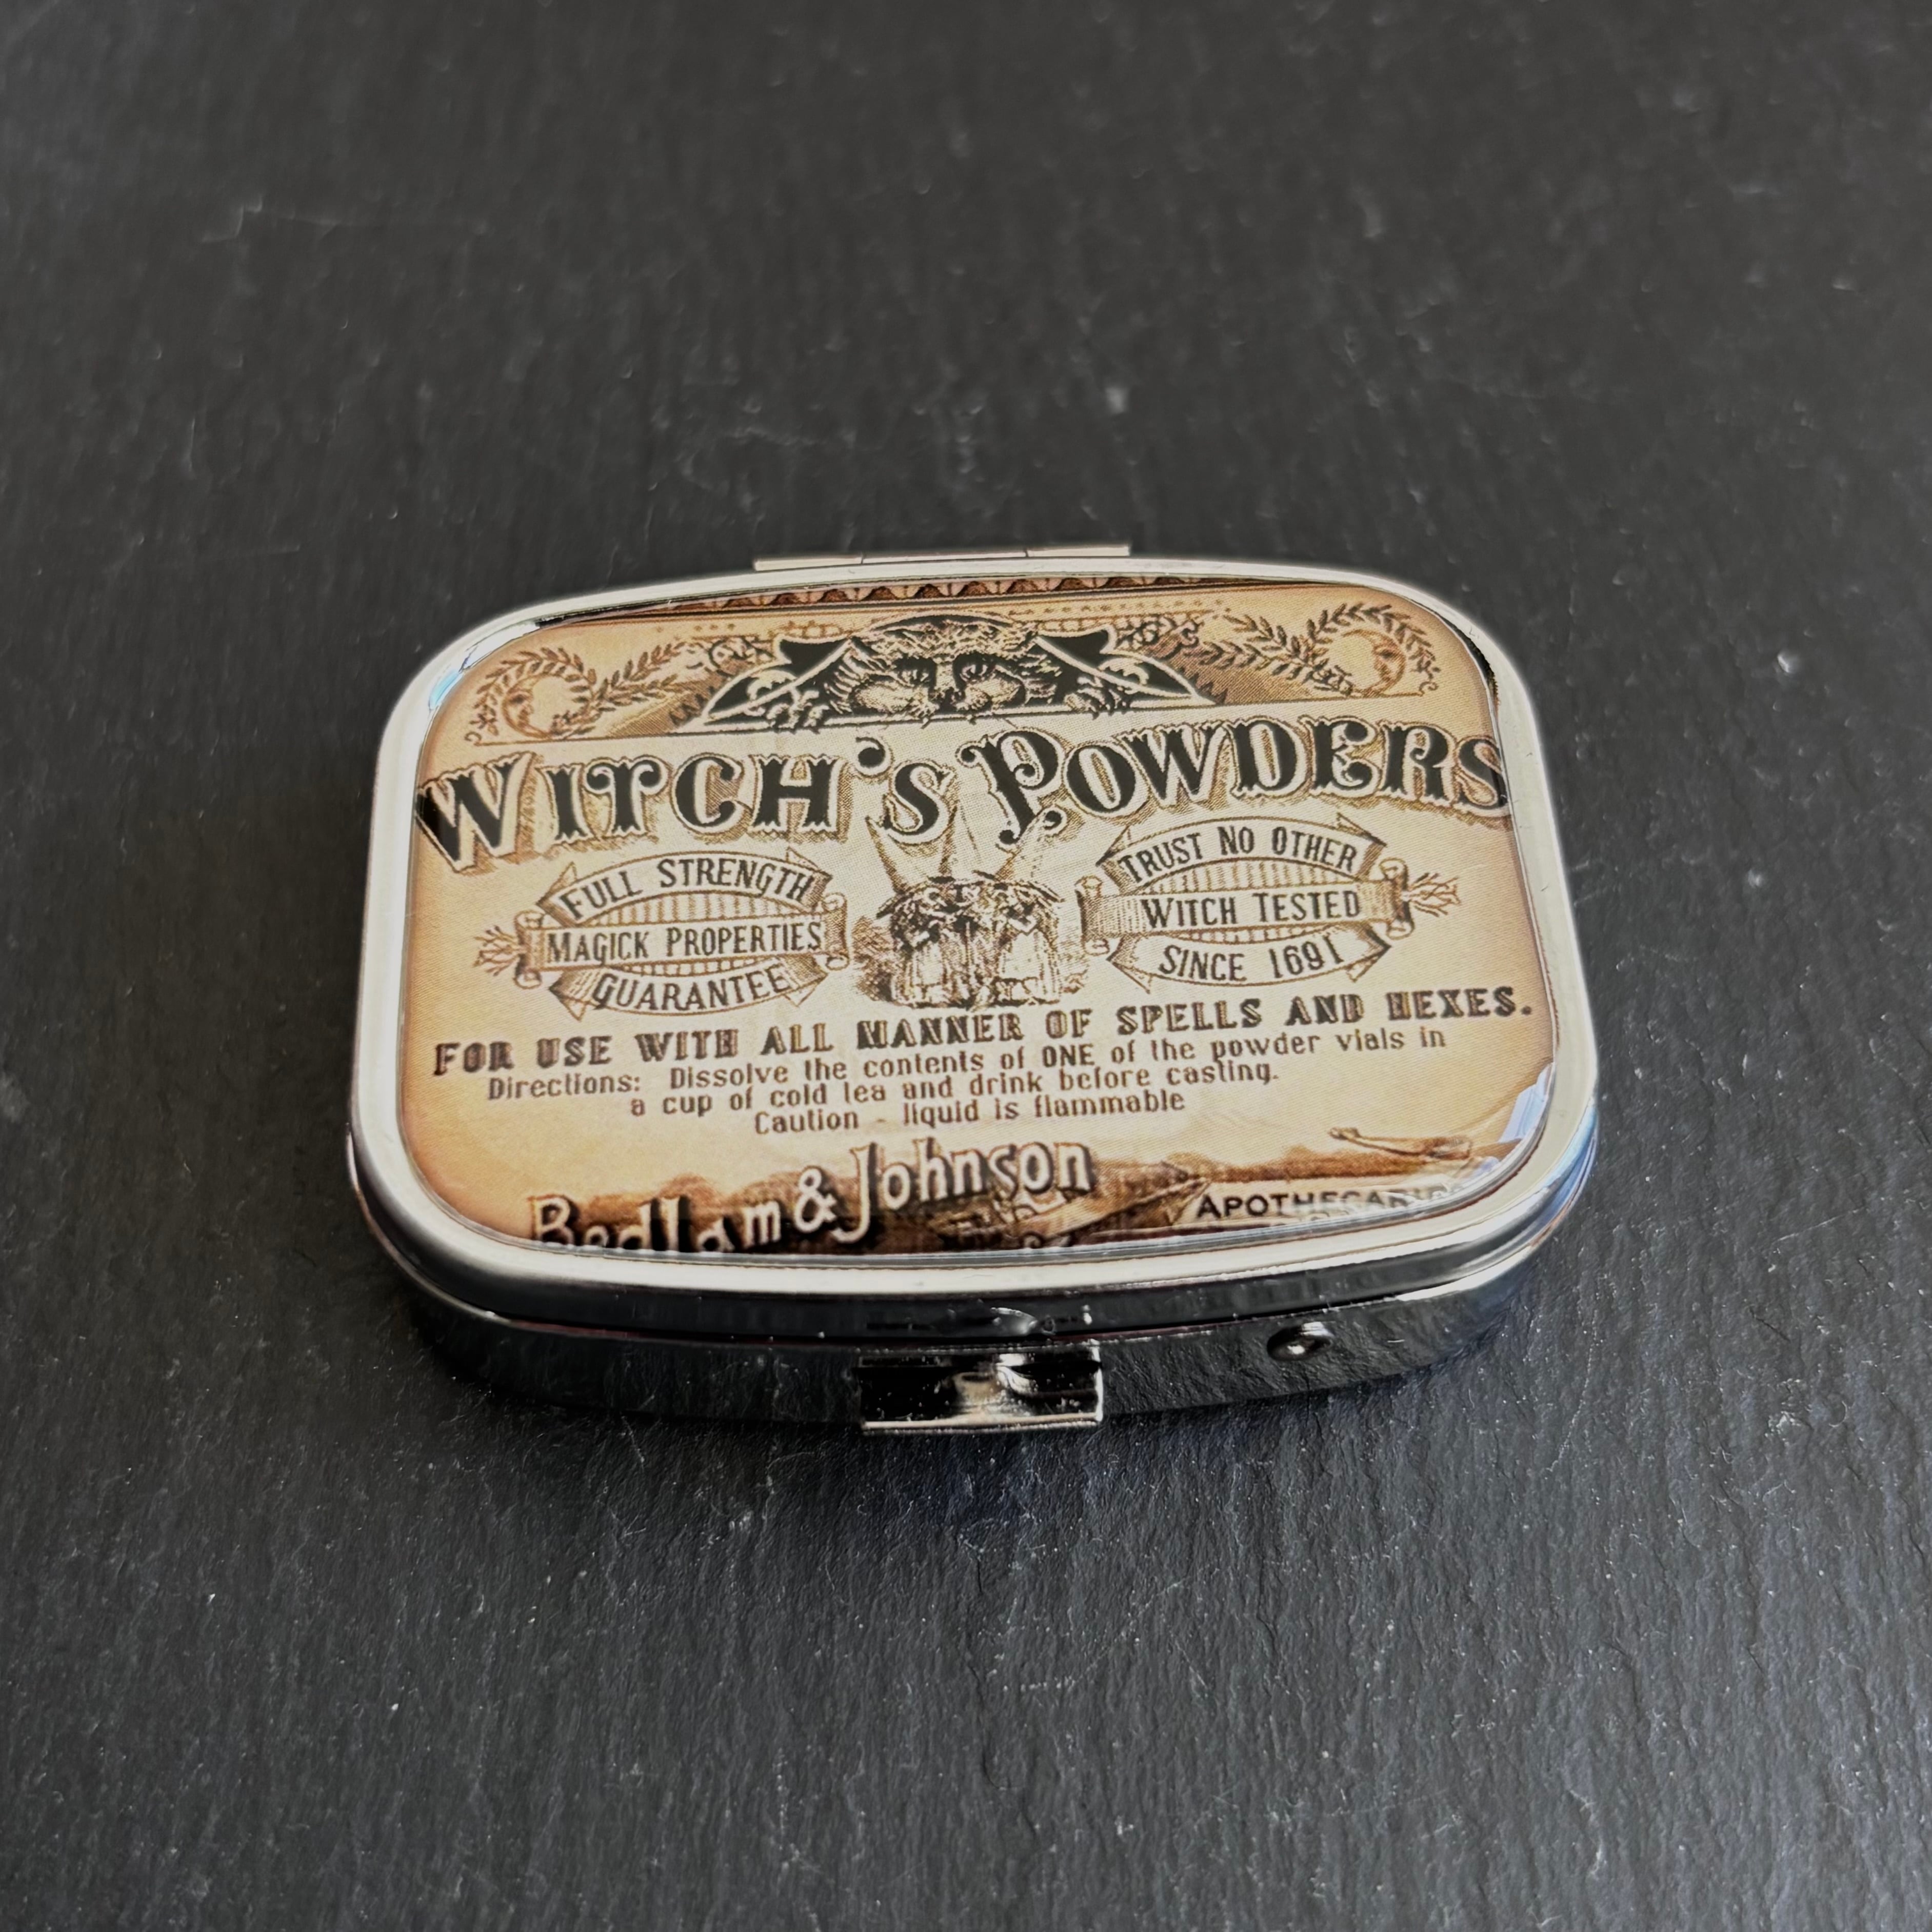 WITCH'S POWDERS
FULL STRENGTH
MAGICK PROPERTIES
GUARANTEE
TRUST NO OTHER
WITCH TESTED
SINCE 1691
FOR USE WITH ALL MANNER OF SPELLS AND HEXES.
Directions: Dissolve the contents of ONE of the powder vials in
a cup of cold tea and drink before casting.
Caution - liquid is flammable
Bedlam & Johnson
APOTHECARIES